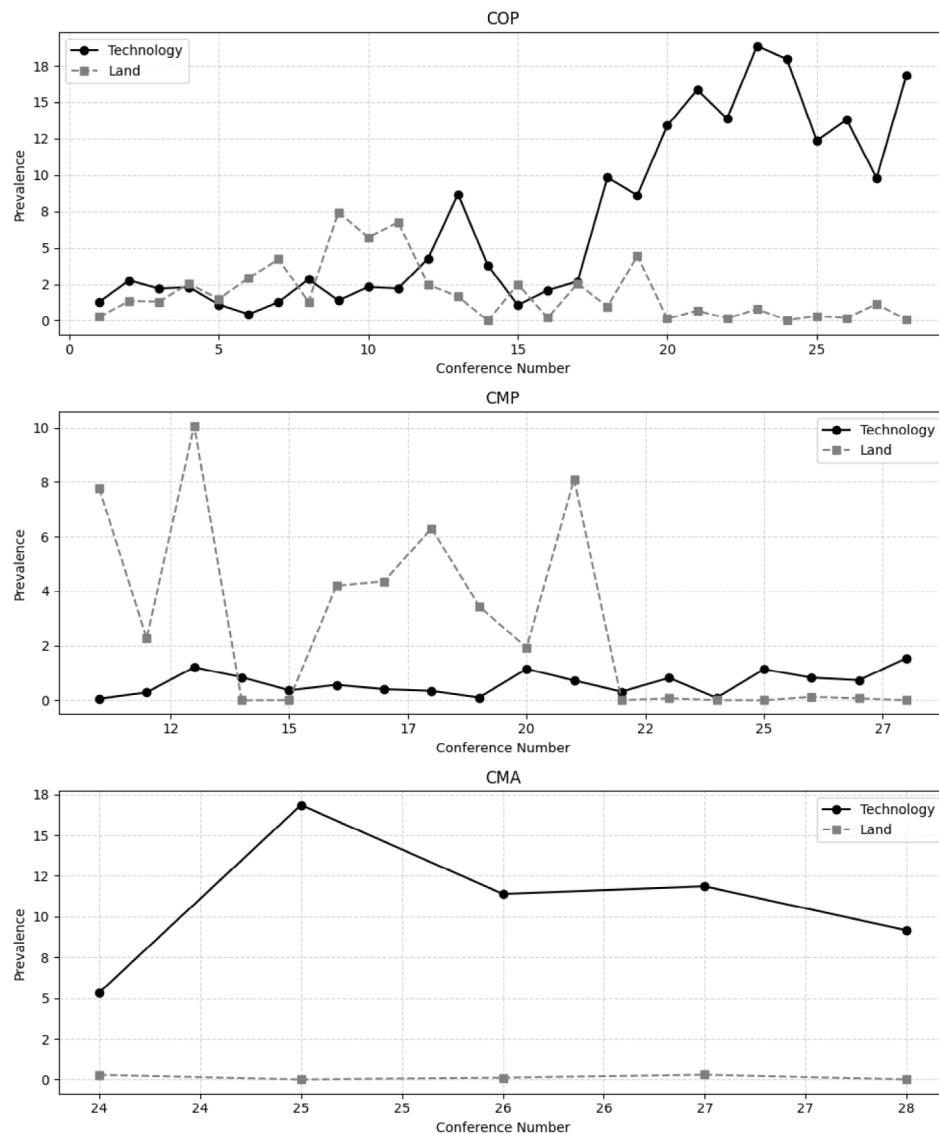 COP
Technology
Land
18
15
12
10
8
5
2
0
Prevalence
0 5 10 15 20 25
Conference Number
CMP
Technology
Land
10
8
6
4
2
0
Prevalence
12 15 17 20 22 25 27
Conference Number
CMA
Technology
Land
18
15
12
10
8
5
2
0
Prevalence
24 24 25 25 26 26 27 27 28
Conference Number